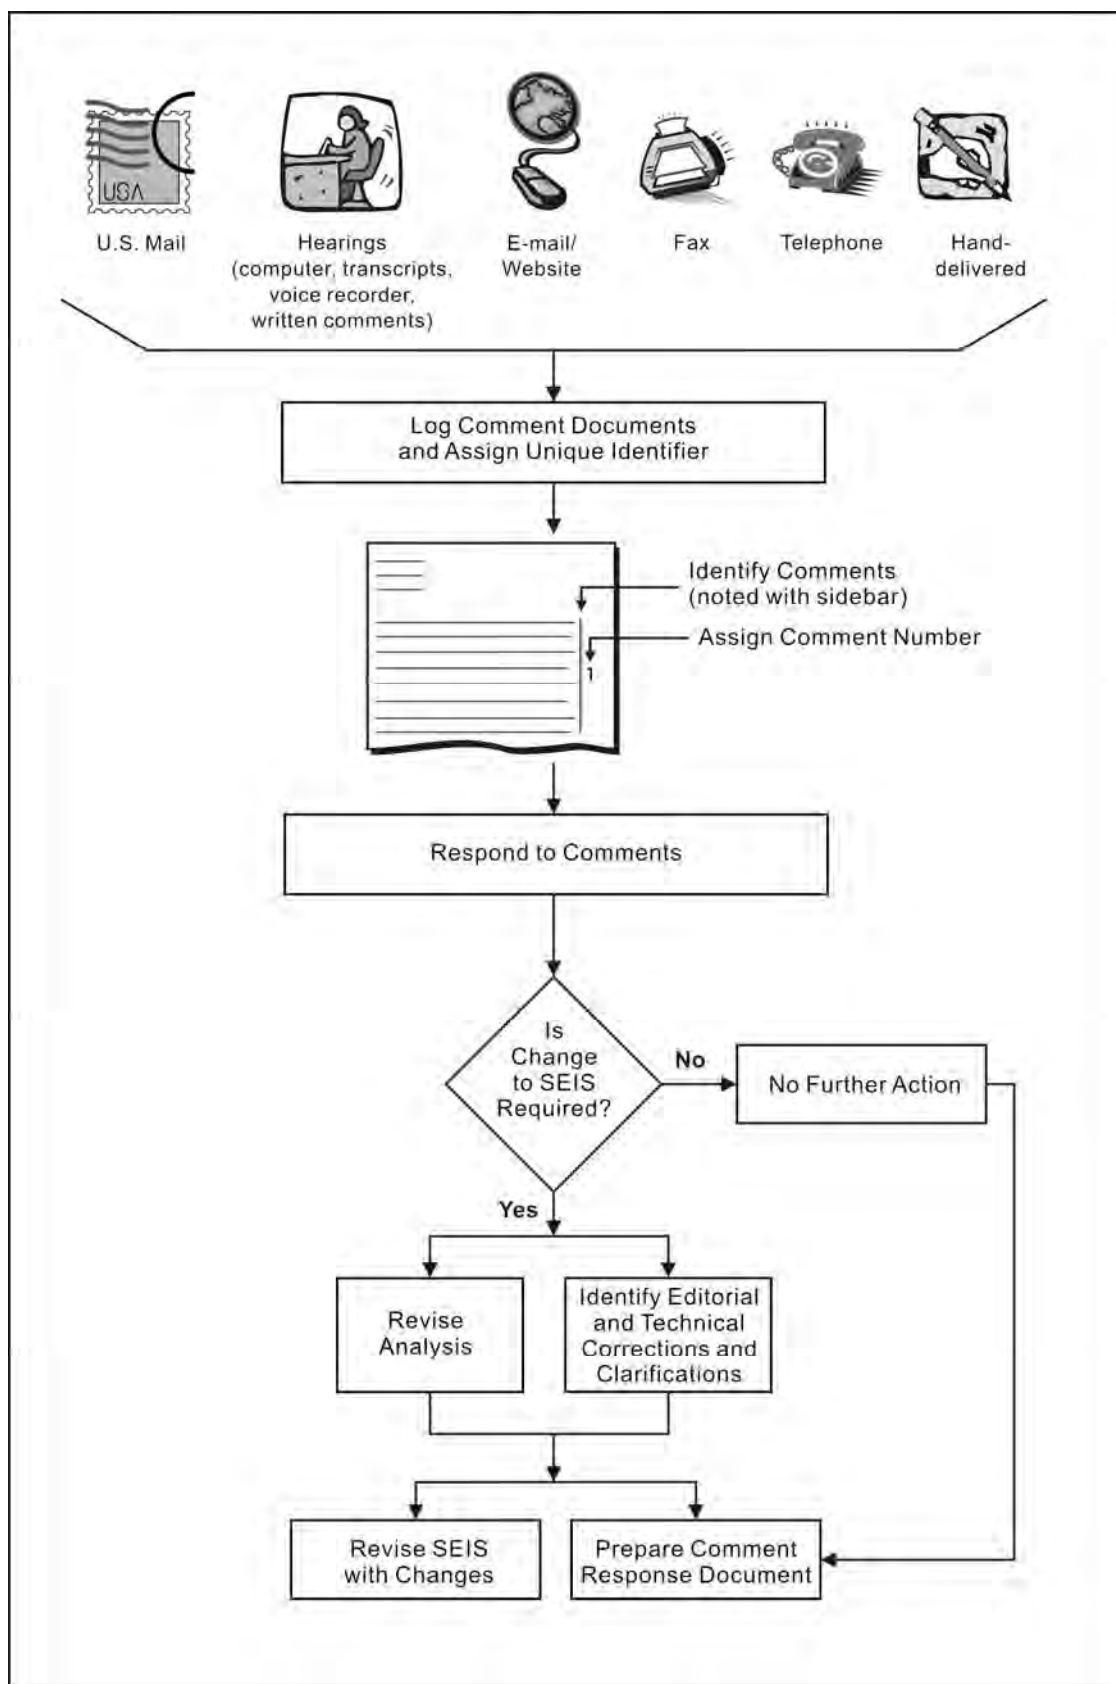 USA
U.S. Mail
Hearings
(computer, transcripts,
voice recorder,
written comments)
E-mail/
Website
Fax
Telephone
Hand-
delivered
Log Comment Documents
and Assign Unique Identifier
Identify Comments
(noted with sidebar)
Assign Comment Number
1
Respond to Comments
Is
Change
to SEIS
Required?
No
No Further Action
Yes
Revise
Analysis
Identify Editorial
and Technical
Corrections and
Clarifications
Revise SEIS
with Changes
Prepare Comment
Response Document